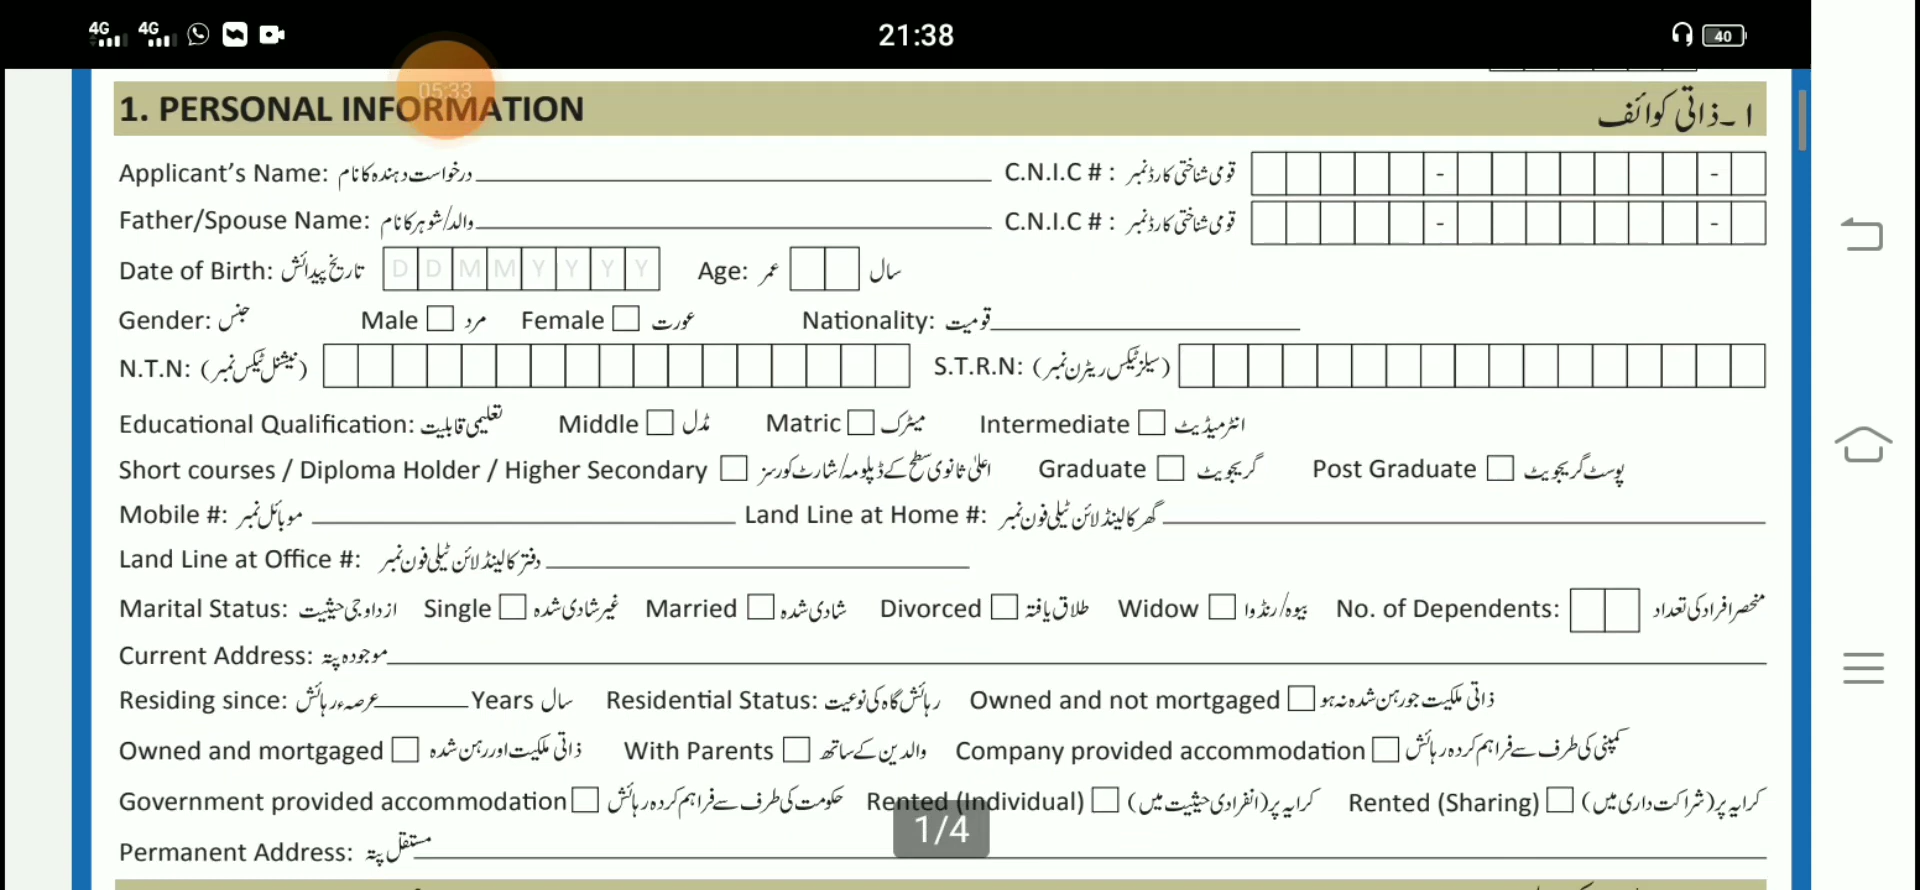 4G 4G 21:38 40
05:33
1. PERSONAL INFORMATION ا۔ذاتی کوائف
Applicant's Name: درخواست دہندہ کا نام C.N.I.C # : قومی شناختی کارڈ نمبر - -
Father/Spouse Name: والد/شوہر کا نام C.N.I.C # : قومی شناختی کارڈ نمبر - -
Date of Birth: تاریخ پیدائش D D M M Y Y Y Y Age: عمر سال
Gender: جنس Male مرد Female عورت Nationality: قومیت
N.T.N: (نیشنل ٹیکس نمبر) S.T.R.N: (سیلز ٹیکس ریٹرن نمبر)
Educational Qualification: تعلیمی قابلیت Middle مڈل Matric میٹرک Intermediate انٹرمیڈیٹ
Short courses / Diploma Holder / Higher Secondary اعلیٰ ثانوی سطح کے ڈپلومہ/شارٹ کورسز Graduate گریجویٹ Post Graduate پوسٹ گریجویٹ
Mobile #: موبائل نمبر Land Line at Home #: گھر کا لینڈ لائن ٹیلی فون نمبر
Land Line at Office #: دفتر کا لینڈ لائن ٹیلی فون نمبر
Marital Status: ازداوجی حیثیت Single غیر شادی شدہ Married شادی شدہ Divorced طلاق یافتہ Widow بیوہ/رنڈوا No. of Dependents: منحصر افراد کی تعداد
Current Address: موجودہ پتہ
Residing since: عرصہء رہائش Years سال Residential Status: رہائش گاہ کی نوعیت Owned and not mortgaged ذاتی ملکیت جو رہن شدہ نہ ہو
Owned and mortgaged ذاتی ملکیت اور رہن شدہ With Parents والدین کے ساتھ Company provided accommodation کمپنی کی طرف سے فراہم کردہ رہائش
Government provided accommodation حکومت کی طرف سے فراہم کردہ رہائش Rented (Individual) کرایہ پر(انفرادی حیثیت میں) Rented (Sharing) کرایہ پر(شراکت داری میں)
1/4
Permanent Address: مستقل پتہ